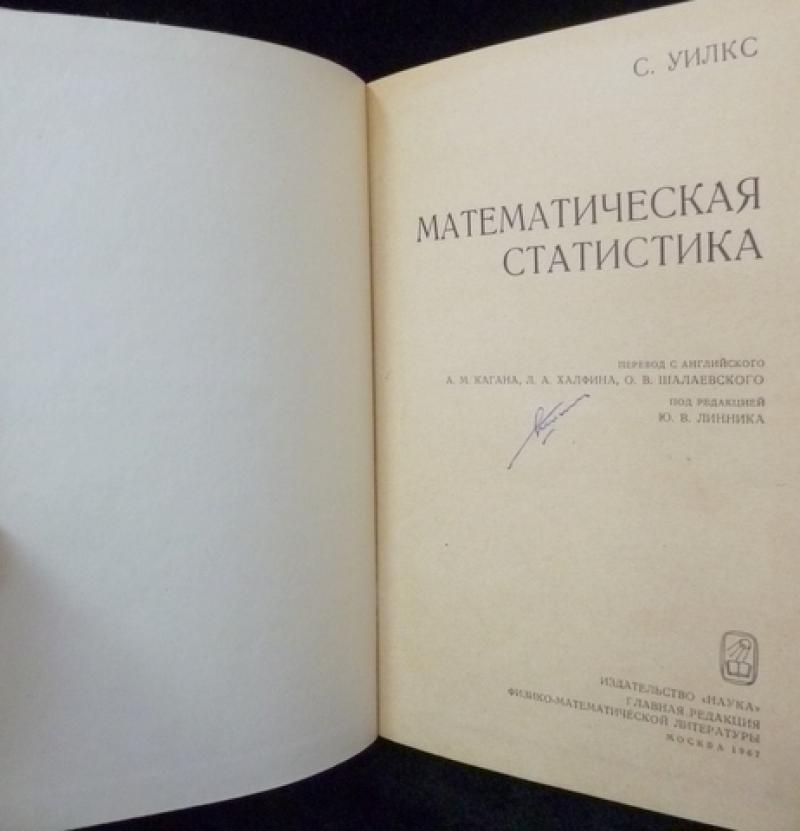 С. УИЛКС
МАТЕМАТИЧЕСКАЯ
СТАТИСТИКА
ПЕРЕВОД С АНГЛИЙСКОГО
А. М. КАГАНА, Л. А. ХАЛФИНА, О. В. ШАЛАЕВСКОГО
ПОД РЕДАКЦИЕЙ
Ю. В. ЛИННИКА
ИЗДАТЕЛЬСТВО «НАУКА»
ГЛАВНАЯ РЕДАКЦИЯ
ФИЗИКО-МАТЕМАТИЧЕСКОЙ ЛИТЕРАТУРЫ
МОСКВА 1967